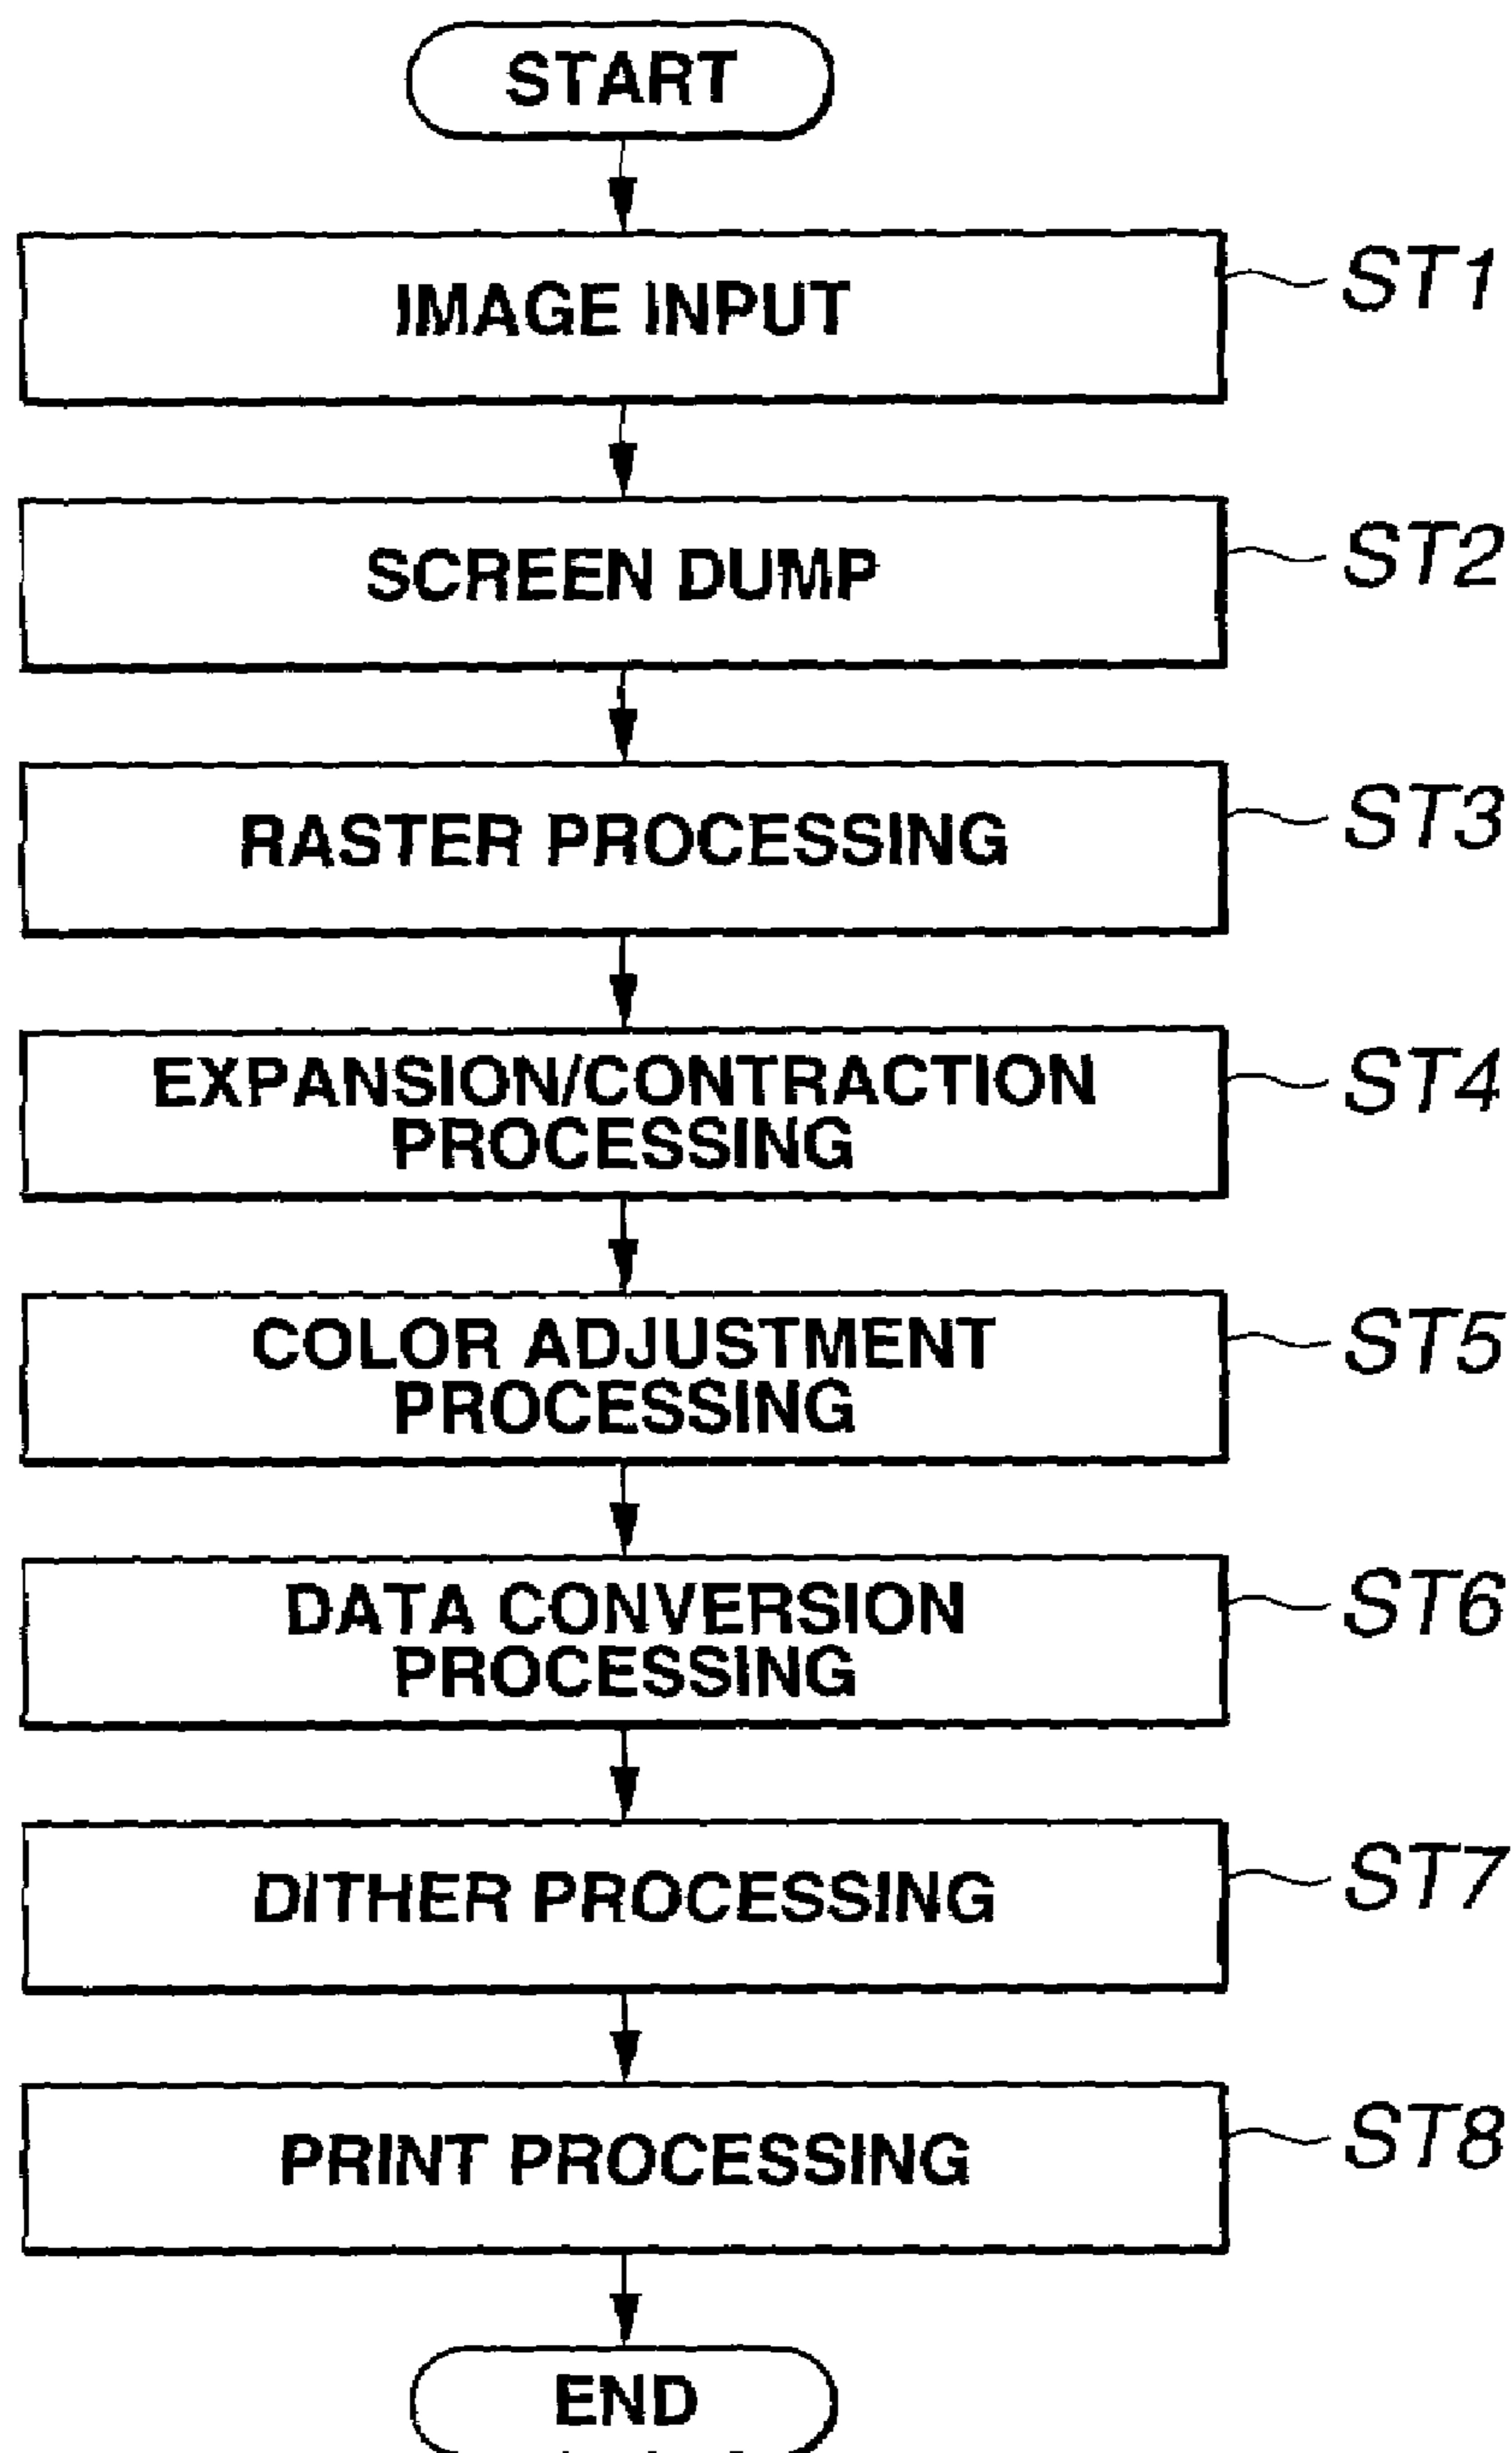 START
IMAGE INPUT
ST1
SCREEN DUMP
ST2
RASTER PROCESSING
ST3
EXPANSION/CONTRACTION
PROCESSING
ST4
COLOR ADJUSTMENT
PROCESSING
ST5
DATA CONVERSION
PROCESSING
ST6
DITHER PROCESSING
ST7
PRINT PROCESSING
ST8
END